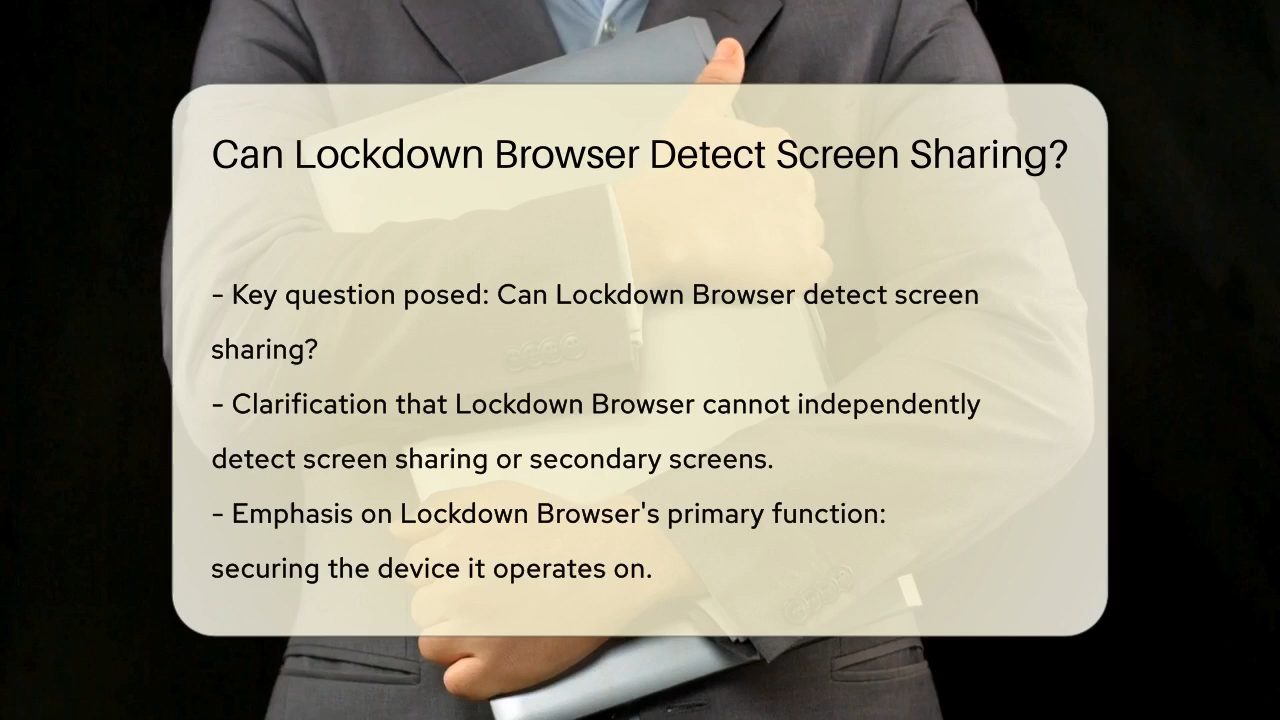 Can Lockdown Browser Detect Screen Sharing?
- Key question posed: Can Lockdown Browser detect screen
sharing?
- Clarification that Lockdown Browser cannot independently
detect screen sharing or secondary screens.
- Emphasis on Lockdown Browser's primary function:
securing the device it operates on.